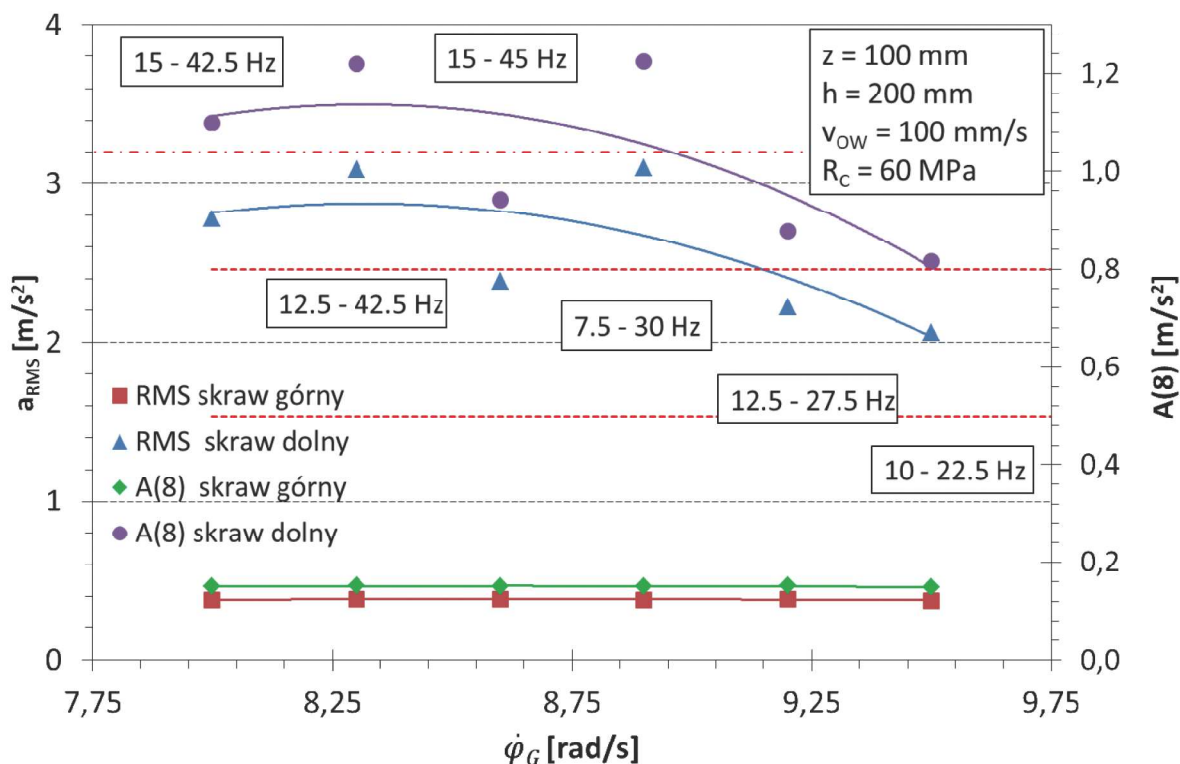 4
3
2
1
0
a_RMS [m/s²]
15 - 42.5 Hz
15 - 45 Hz
z = 100 mm
h = 200 mm
v_OW = 100 mm/s
R_C = 60 MPa
12.5 - 42.5 Hz
7.5 - 30 Hz
12.5 - 27.5 Hz
10 - 22.5 Hz
RMS skraw górny
RMS skraw dolny
A(8) skraw górny
A(8) skraw dolny
1,2
1,0
0,8
0,6
0,4
0,2
0,0
A(8) [m/s²]
7,75 8,25 8,75 9,25 9,75
φ̇_G [rad/s]